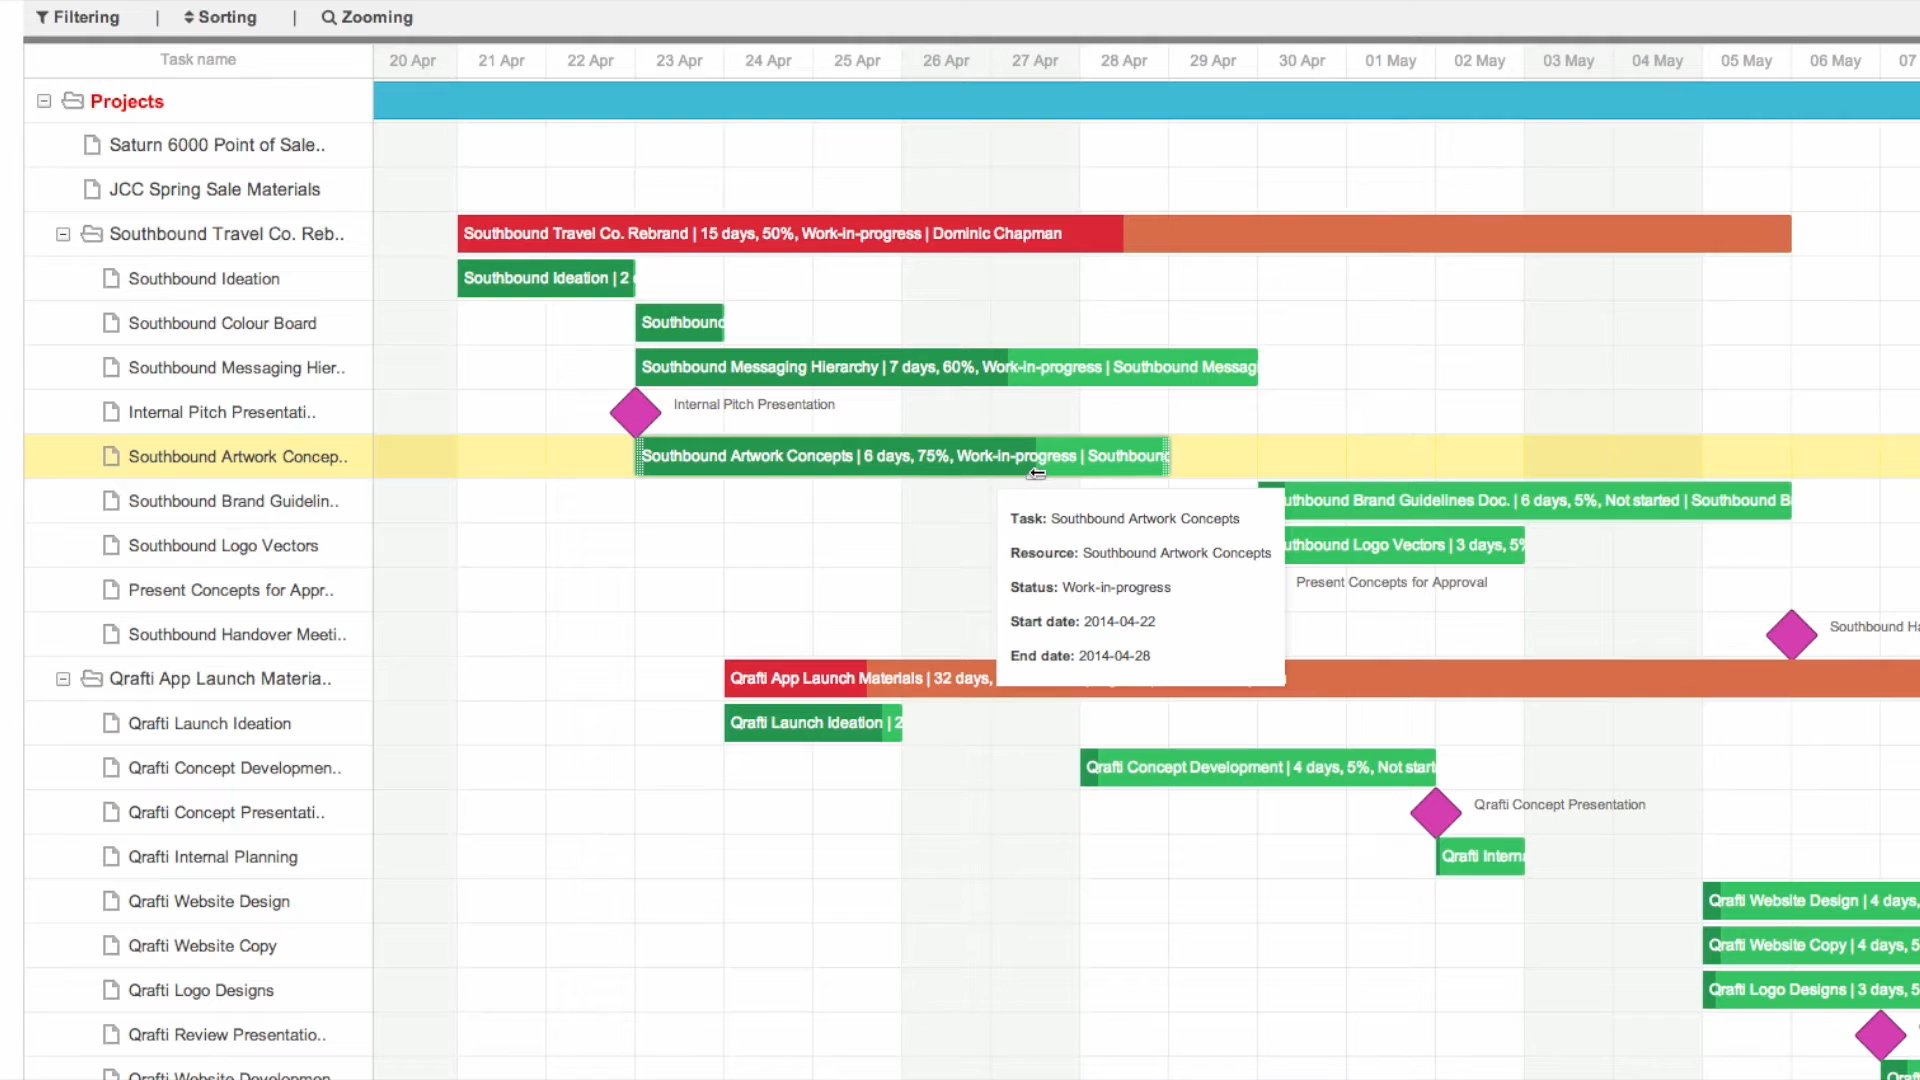 Filtering | Sorting | Zooming
Task name 20 Apr 21 Apr 22 Apr 23 Apr 24 Apr 25 Apr 26 Apr 27 Apr 28 Apr 29 Apr 30 Apr 01 May 02 May 03 May 04 May 05 May 06 May 07
Projects
Saturn 6000 Point of Sale..
JCC Spring Sale Materials
Southbound Travel Co. Reb.. Southbound Travel Co. Rebrand | 15 days, 50%, Work-in-progress | Dominic Chapman
Southbound Ideation Southbound Ideation | 2
Southbound Colour Board Southbound
Southbound Messaging Hier.. Southbound Messaging Hierarchy | 7 days, 60%, Work-in-progress | Southbound Messag
Internal Pitch Presentati.. Internal Pitch Presentation
Southbound Artwork Concep.. Southbound Artwork Concepts | 6 days, 75%, Work-in-progress | Southbound
Southbound Brand Guidelin.. uthbound Brand Guidelines Doc. | 6 days, 5%, Not started | Southbound B
Task: Southbound Artwork Concepts
Southbound Logo Vectors uthbound Logo Vectors | 3 days, 5%
Resource: Southbound Artwork Concepts
Present Concepts for Appr.. Present Concepts for Approval
Status: Work-in-progress
Start date: 2014-04-22
Southbound Handover Meeti.. Southbound Ha
End date: 2014-04-28
Qrafti App Launch Materia.. Qrafti App Launch Materials | 32 days,
Qrafti Launch Ideation Qrafti Launch Ideation | 2
Qrafti Concept Developmen.. Qrafti Concept Development | 4 days, 5%, Not start
Qrafti Concept Presentati.. Qrafti Concept Presentation
Qrafti Internal Planning Qrafti Interna
Qrafti Website Design Qrafti Website Design | 4 days,
Qrafti Website Copy Qrafti Website Copy | 4 days, 5
Qrafti Logo Designs Qrafti Logo Designs | 3 days, 5
Qrafti Review Presentatio..
Qrafti Website Developmen